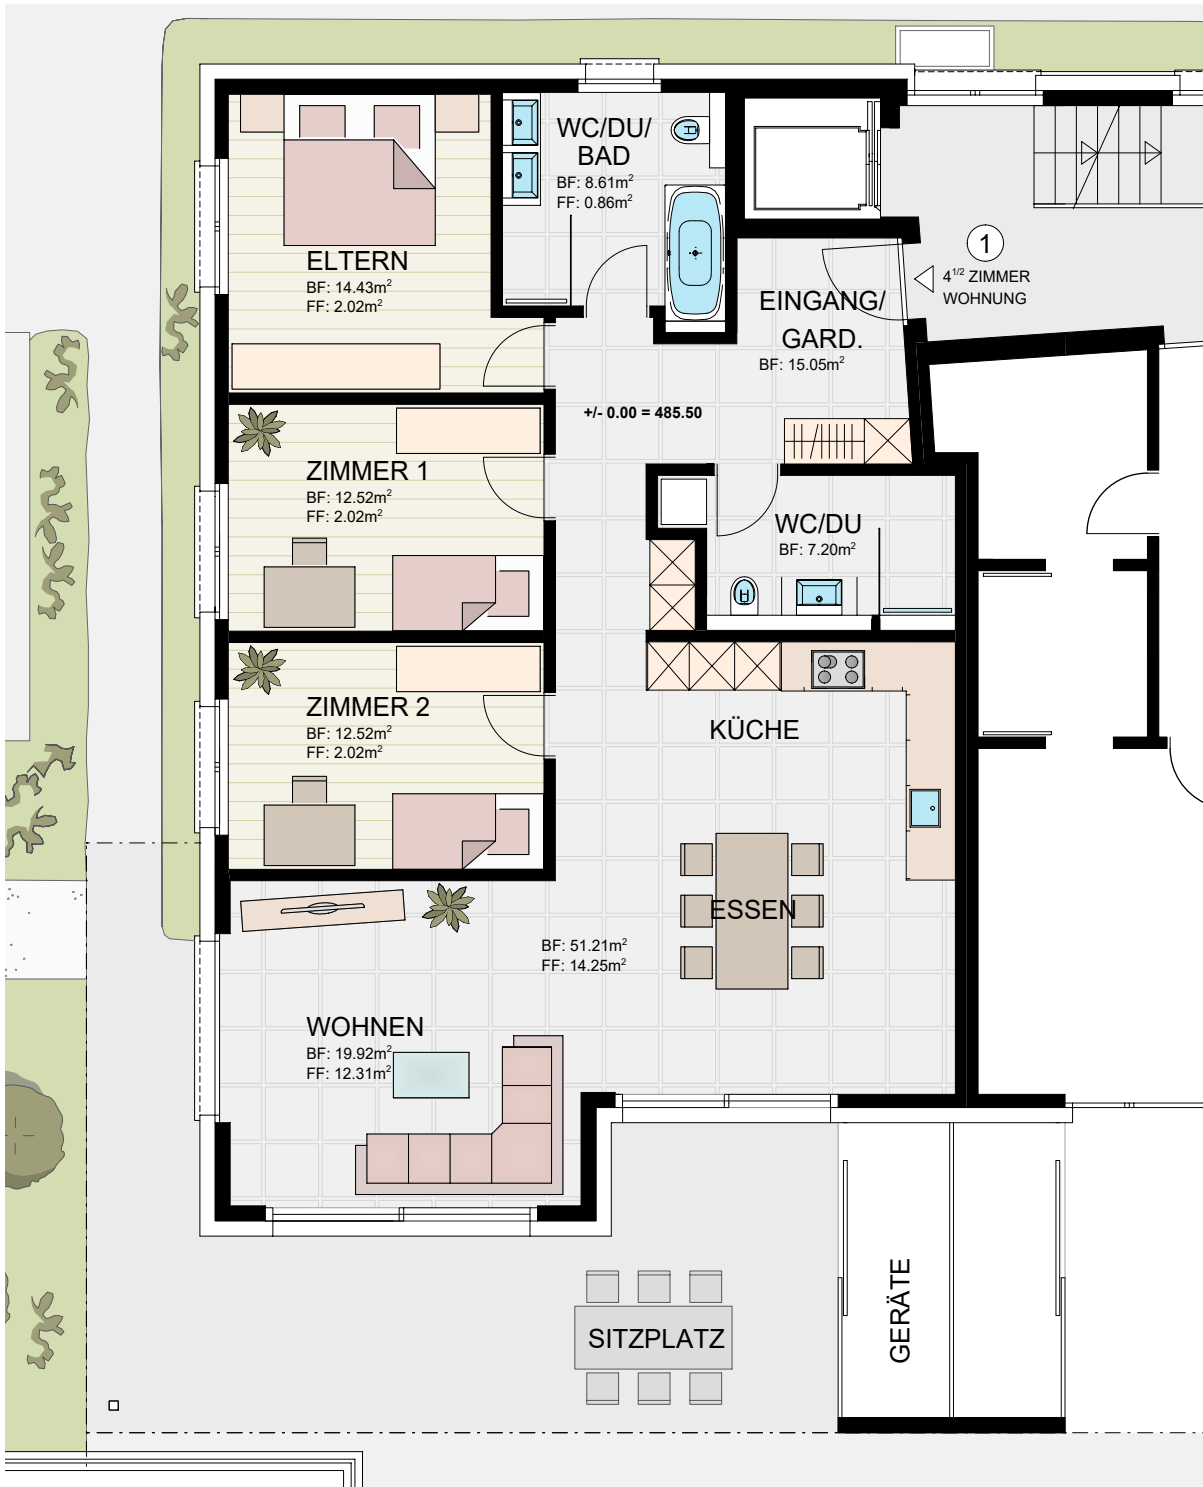 WC/DU/
BAD
BF: 8.61m²
FF: 0.86m²
ELTERN
BF: 14.43m²
FF: 2.02m²
1
4¹/² ZIMMER
WOHNUNG
EINGANG/
GARD.
BF: 15.05m²
+/- 0.00 = 485.50
ZIMMER 1
BF: 12.52m²
FF: 2.02m²
WC/DU
BF: 7.20m²
ZIMMER 2
BF: 12.52m²
FF: 2.02m²
KÜCHE
ESSEN
BF: 51.21m²
FF: 14.25m²
WOHNEN
BF: 19.92m²
FF: 12.31m²
SITZPLATZ
GERÄTE